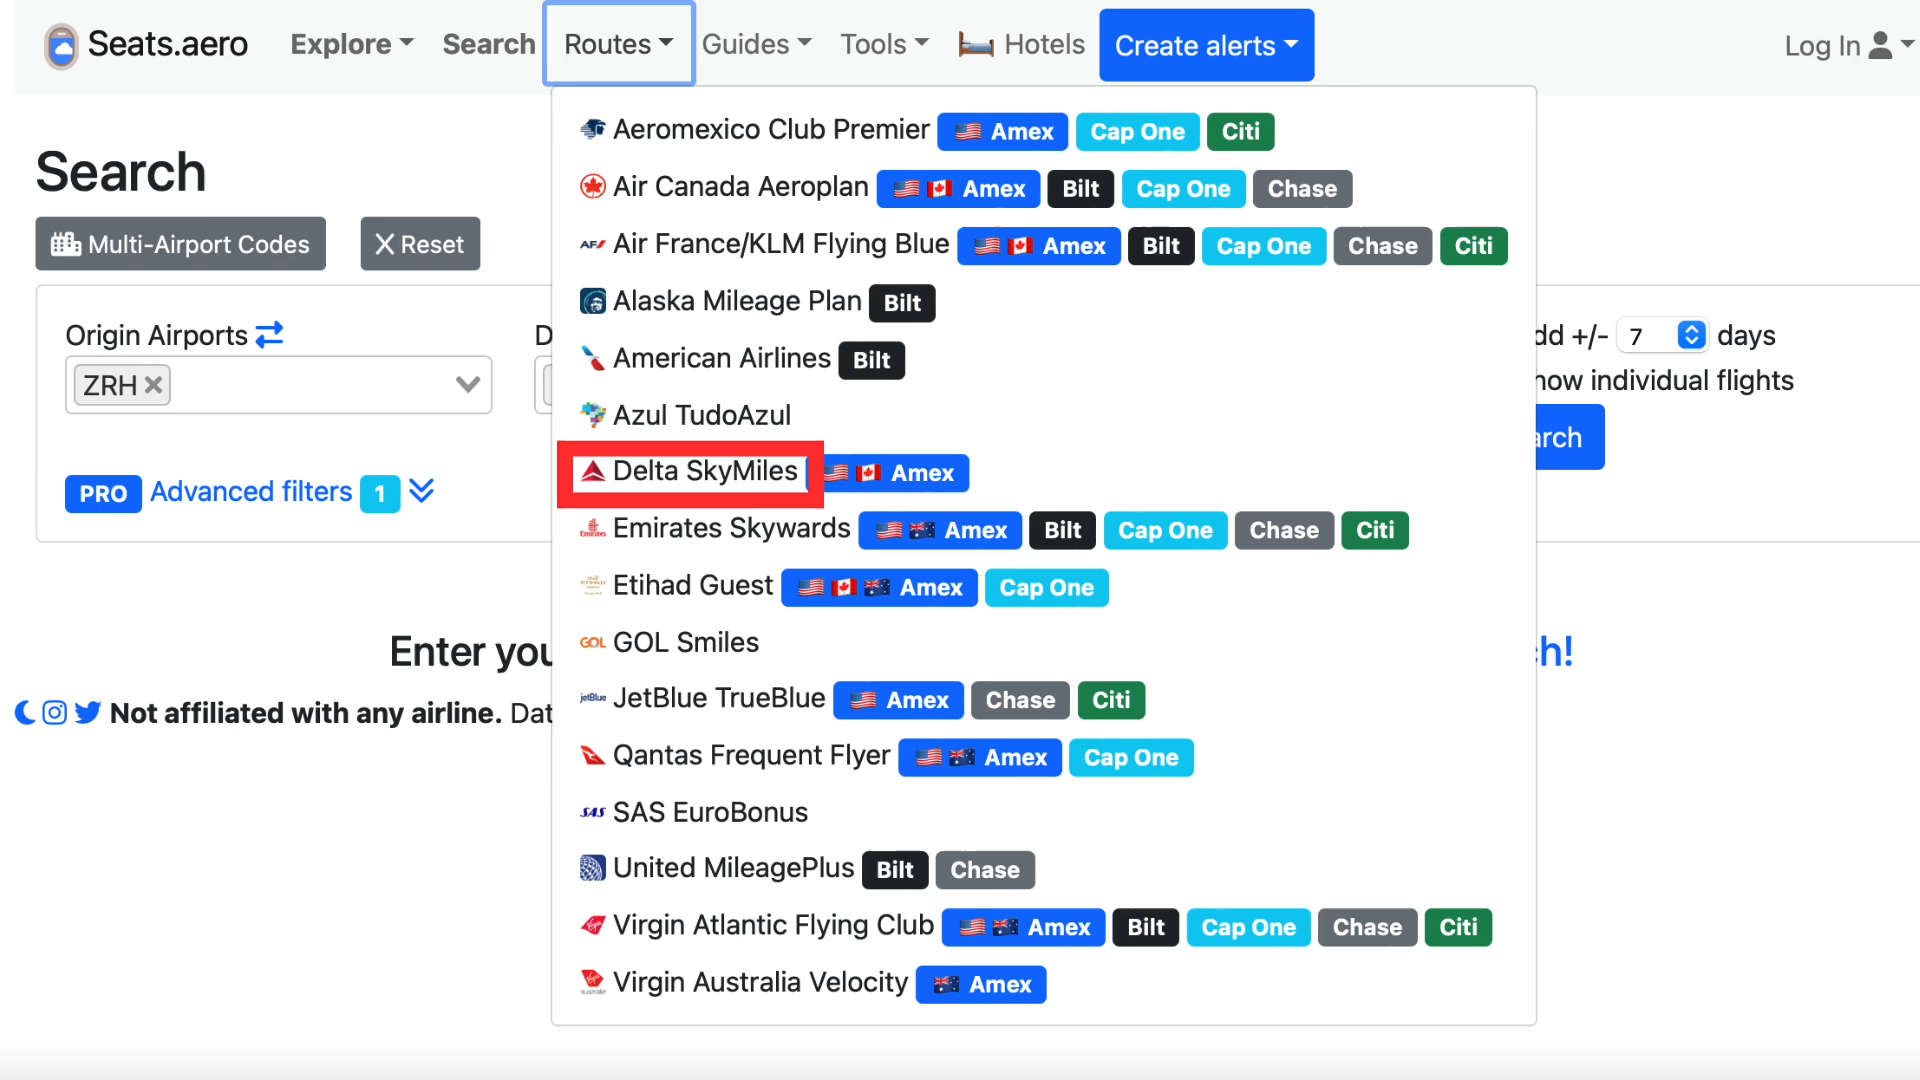 Seats.aero Explore Search Routes Guides Tools Hotels Create alerts Log In
Aeromexico Club Premier Amex Cap One Citi
Air Canada Aeroplan Amex Bilt Cap One Chase
Air France/KLM Flying Blue Amex Bilt Cap One Chase Citi
Alaska Mileage Plan Bilt
American Airlines Bilt
Azul TudoAzul
Delta SkyMiles Amex
Emirates Skywards Amex Bilt Cap One Chase Citi
Etihad Guest Amex Cap One
GOL GOL Smiles
jetBlue JetBlue TrueBlue Amex Chase Citi
Qantas Frequent Flyer Amex Cap One
SAS SAS EuroBonus
United MileagePlus Bilt Chase
Virgin Atlantic Flying Club Amex Bilt Cap One Chase Citi
Virgin Australia Velocity Amex
Search
Multi-Airport Codes X Reset
Origin Airports D dd +/- 7 days
ZRH
how individual flights
arch
PRO Advanced filters 1
Enter you ch!
Not affiliated with any airline. Dat